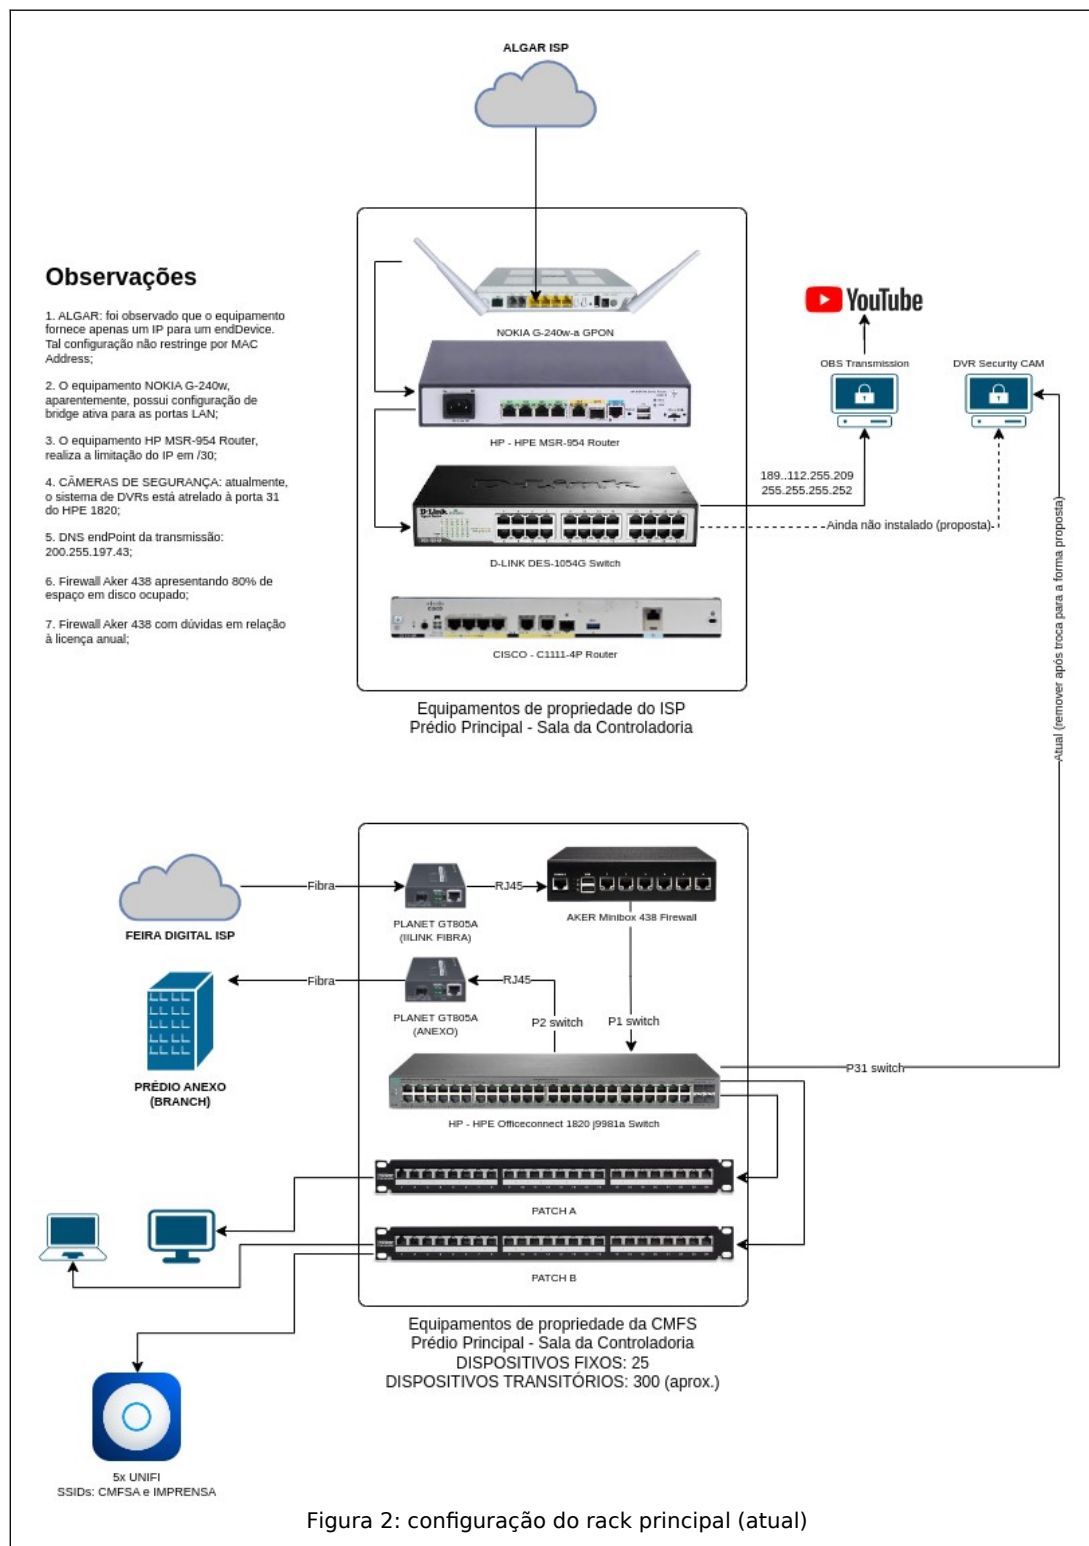 ALGAR ISP
Observações
1. ALGAR: foi observado que o equipamento
fornece apenas um IP para um endDevice.
Tal configuração não restringe por MAC
Address;
2. O equipamento NOKIA G-240w,
aparentemente, possui configuração de
bridge ativa para as portas LAN;
3. O equipamento HP MSR-954 Router,
realiza a limitação do IP em /30;
4. CÂMERAS DE SEGURANÇA: atualmente,
o sistema de DVRs está atrelado à porta 31
do HPE 1820;
5. DNS endPoint da transmissão:
200.255.197.43;
6. Firewall Aker 438 apresentando 80% de
espaço em disco ocupado;
7. Firewall Aker 438 com dúvidas em relação
à licença anual;
NOKIA G-240w-a GPON
HP - HPE MSR-954 Router
D-Link
D-Link
D-LINK DES-1054G Switch
CISCO
CISCO - C1111-4P Router
Equipamentos de propriedade do ISP
Prédio Principal - Sala da Controladoria
YouTube
OBS Transmission
DVR Security CAM
189..112.255.209
255.255.255.252
Ainda não instalado (proposta)
Atual (remover após troca para a forma proposta)
FEIRA DIGITAL ISP
Fibra
PLANET GT805A
(IILINK FIBRA)
RJ45
AKER Minibox 438 Firewall
PRÉDIO ANEXO
(BRANCH)
Fibra
PLANET GT805A
(ANEXO)
RJ45
P2 switch
P1 switch
P31 switch
HP - HPE Officeconnect 1820 j9981a Switch
PATCH A
PATCH B
Equipamentos de propriedade da CMFS
Prédio Principal - Sala da Controladoria
DISPOSITIVOS FIXOS: 25
DISPOSITIVOS TRANSITÓRIOS: 300 (aprox.)
5x UNIFI
SSIDs: CMFSA e IMPRENSA
Figura 2: configuração do rack principal (atual)